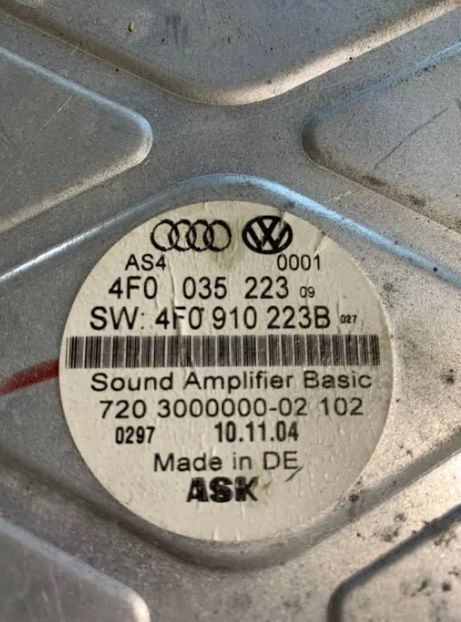 AS4 0001
4F0 035 223 09
SW: 4F0 910 223B 027
Sound Amplifier Basic
720 3000000-02 102
0297 10.11.04
Made in DE
ASK